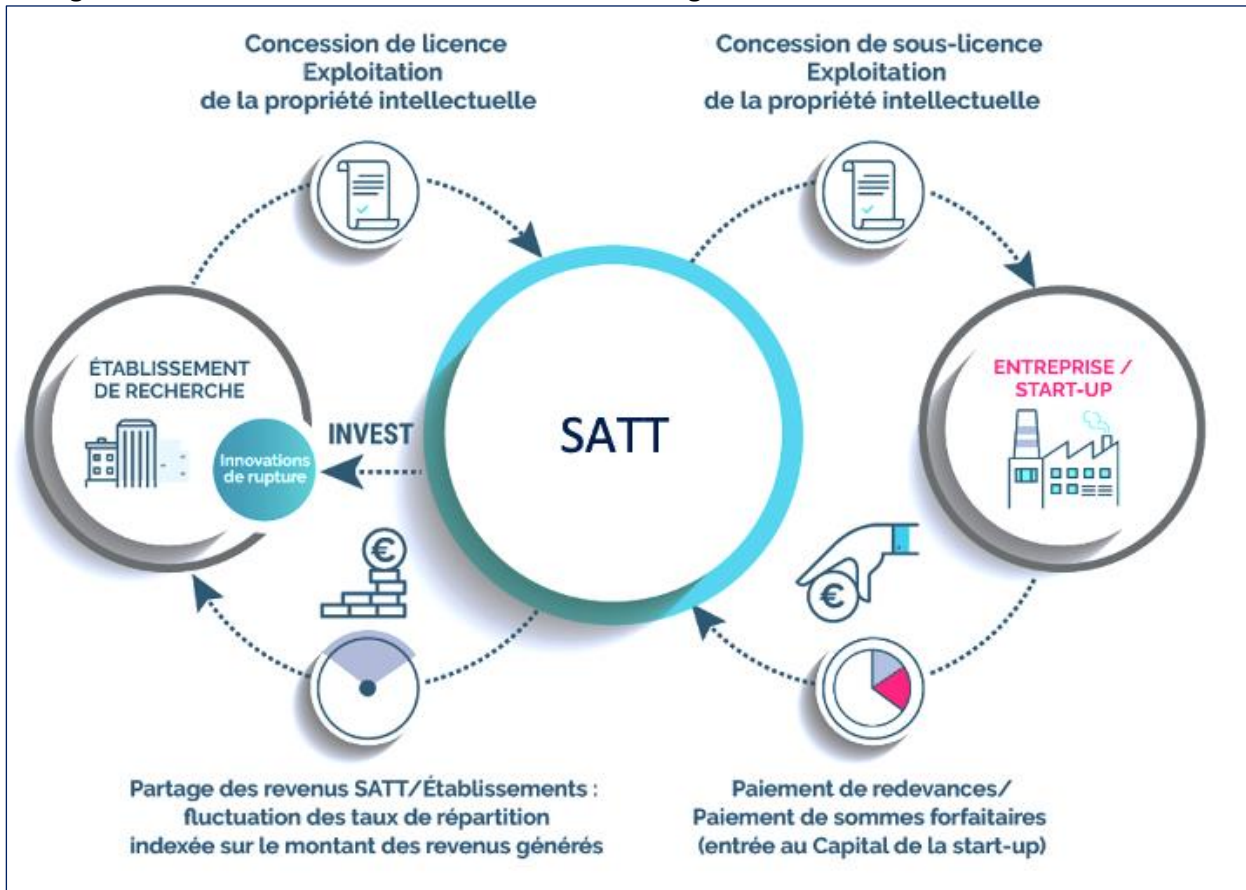 Concession de licence
Exploitation
de la propriété intellectuelle
Concession de sous-licence
Exploitation
de la propriété intellectuelle
ÉTABLISSEMENT
DE RECHERCHE
Innovations
de rupture
INVEST
SATT
ENTREPRISE /
START-UP
€
€
Partage des revenus SATT/Établissements :
fluctuation des taux de répartition
indexée sur le montant des revenus générés
Paiement de redevances/
Paiement de sommes forfaitaires
(entrée au Capital de la start-up)